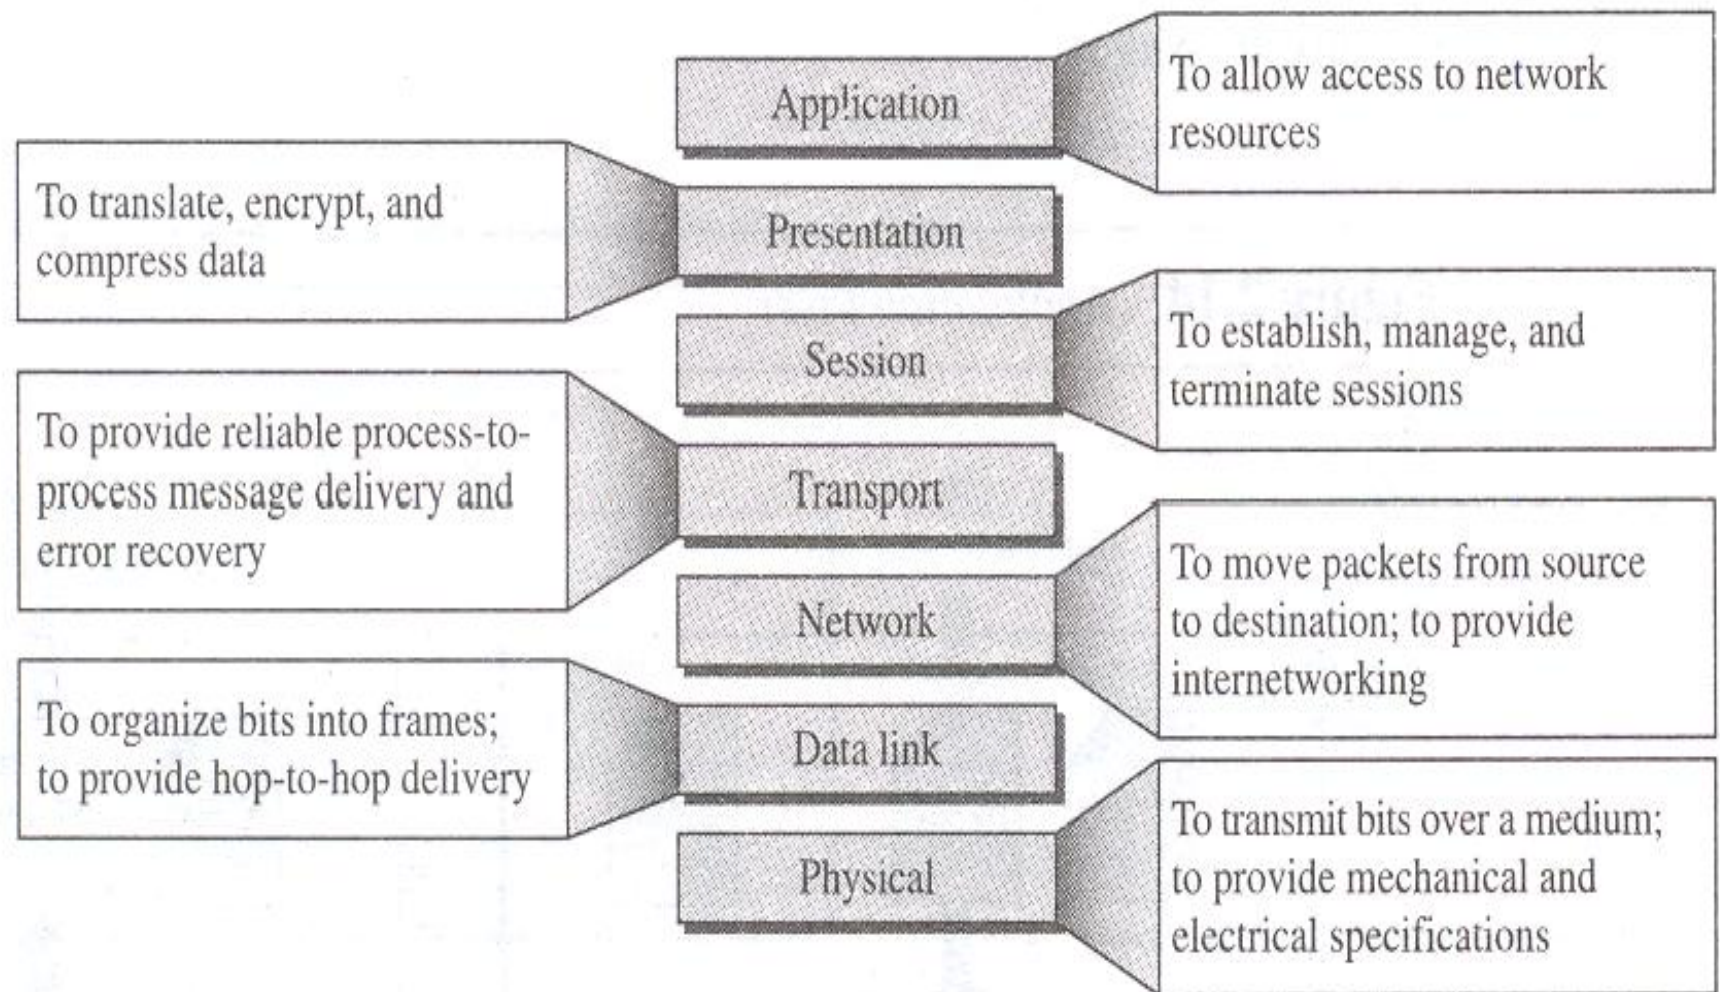 Application
To allow access to network
resources
Presentation
To translate, encrypt, and
compress data
Session
To establish, manage, and
terminate sessions
Transport
To provide reliable process-to-
process message delivery and
error recovery
Network
To move packets from source
to destination; to provide
internetworking
Data link
To organize bits into frames;
to provide hop-to-hop delivery
Physical
To transmit bits over a medium;
to provide mechanical and
electrical specifications